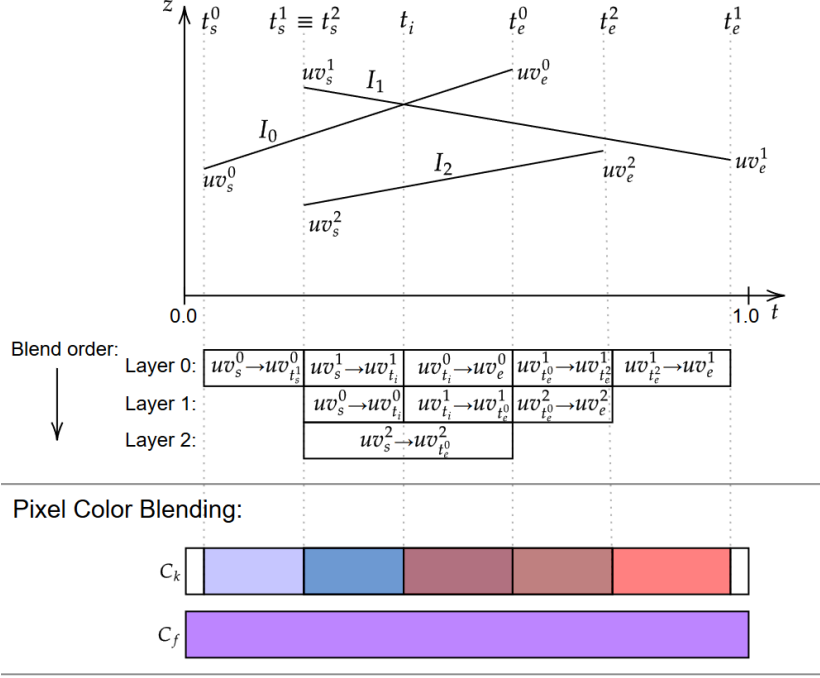 z
t_s^0 t_s^1 ≡ t_s^2 t_i t_e^0 t_e^2 t_e^1
uv_s^1 I_1 uv_e^0
I_0 I_2
uv_s^0 uv_e^2 uv_e^1
uv_s^2
0.0 1.0 t
Blend order:
Layer 0: uv_s^0→uv_{t_s^1}^0 uv_s^1→uv_{t_i}^1 uv_{t_i}^0→uv_e^0 uv_{t_e^0}^1→uv_{t_e^2}^1 uv_{t_e^2}^1→uv_e^1
Layer 1: uv_s^0→uv_{t_i}^0 uv_{t_i}^1→uv_{t_e^0}^1 uv_{t_e^0}^2→uv_e^2
Layer 2: uv_s^2→uv_{t_e^0}^2
Pixel Color Blending:
C_k
C_f